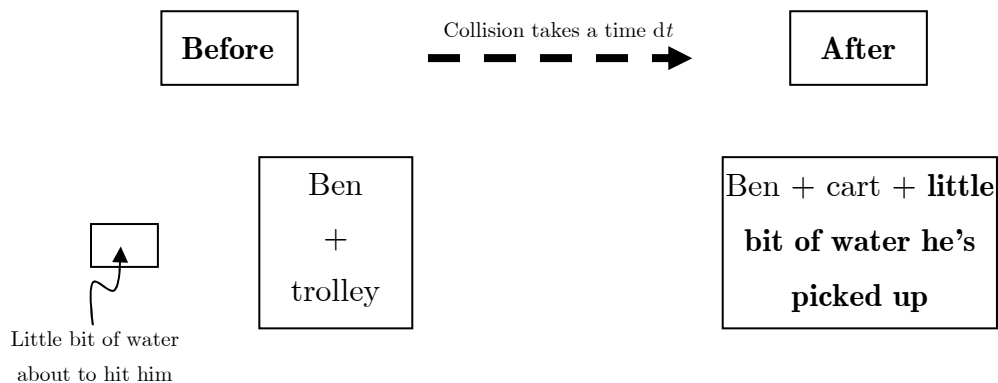 Before
Collision takes a time dt
After
Ben
+
trolley
Ben + cart + little
bit of water he's
picked up
Little bit of water
about to hit him